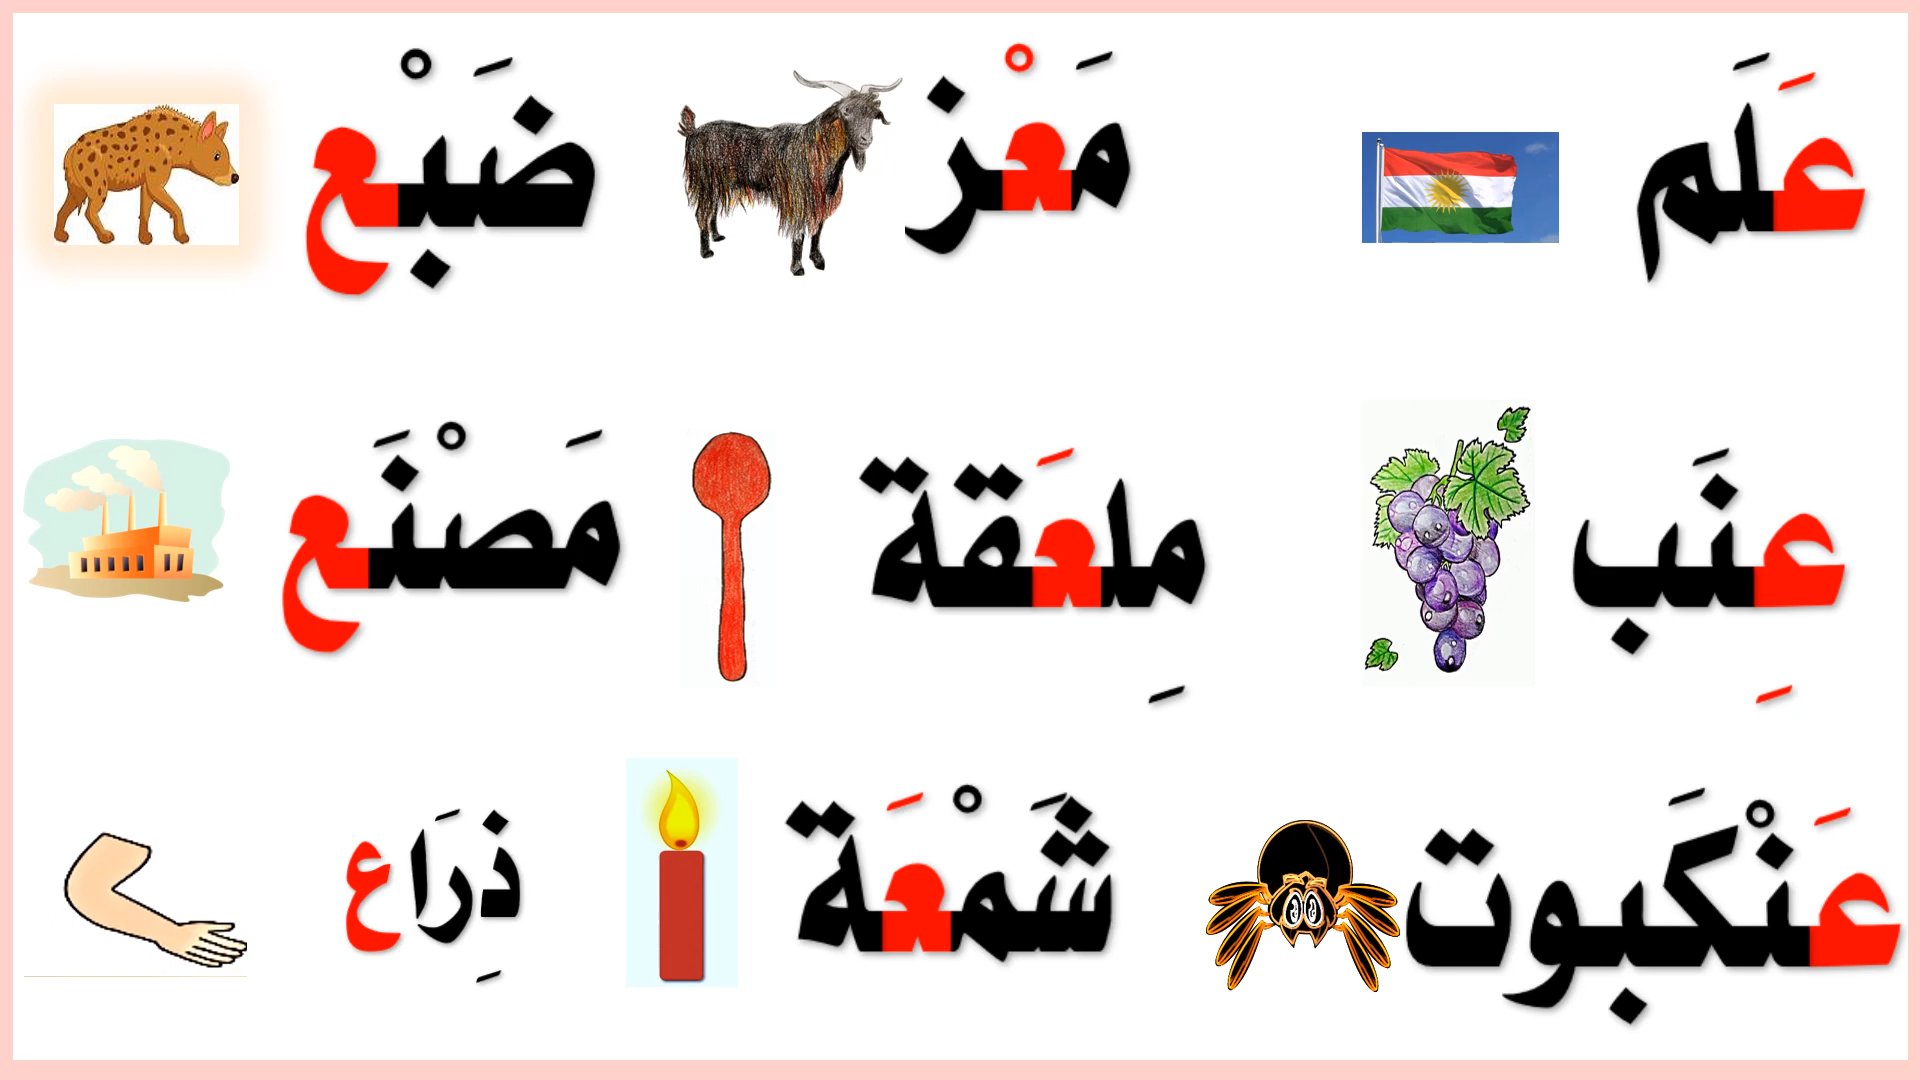 عَلَم مَعْز ضَبْع
عِنَب مِلعَقة مَصْنَع
عَنْكَبوت شَمْعَة ذِرَاع